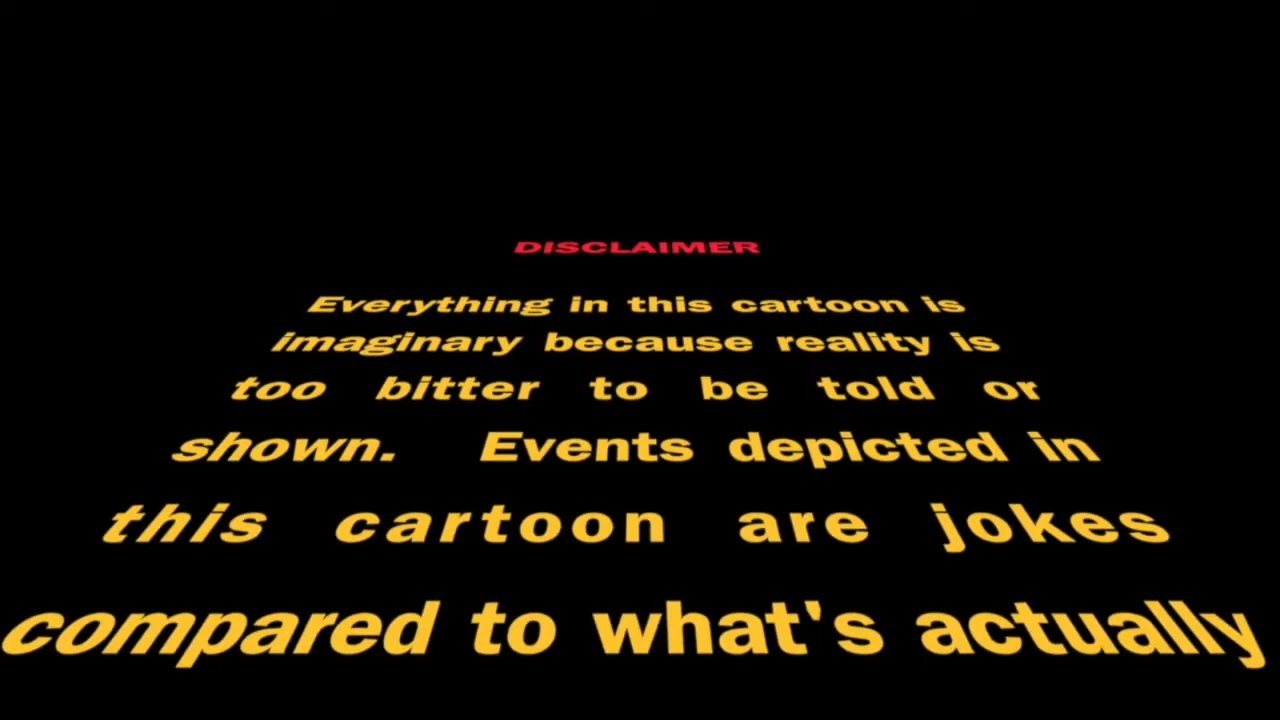 DISCLAIMER
Everything in this cartoon is
imaginary because reality is
too bitter to be told or
shown. Events depicted in
this cartoon are jokes
compared to what's actually